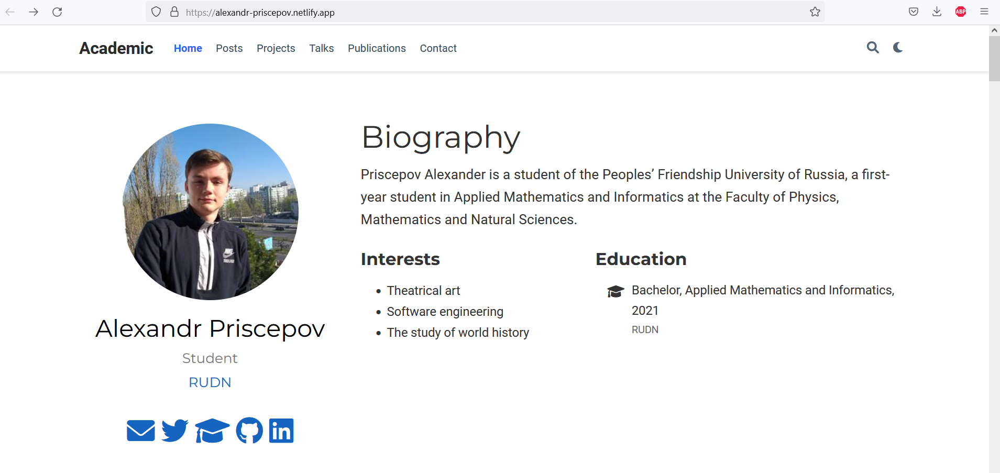 https://alexandr-priscepov.netlify.app
ABP
Academic
Home Posts Projects Talks Publications Contact
Biography
Priscepov Alexander is a student of the Peoples’ Friendship University of Russia, a first-
year student in Applied Mathematics and Informatics at the Faculty of Physics,
Mathematics and Natural Sciences.
Interests
Theatrical art
Software engineering
The study of world history
Education
Bachelor, Applied Mathematics and Informatics,
2021
RUDN
NIKE
Alexandr Priscepov
Student
RUDN
in